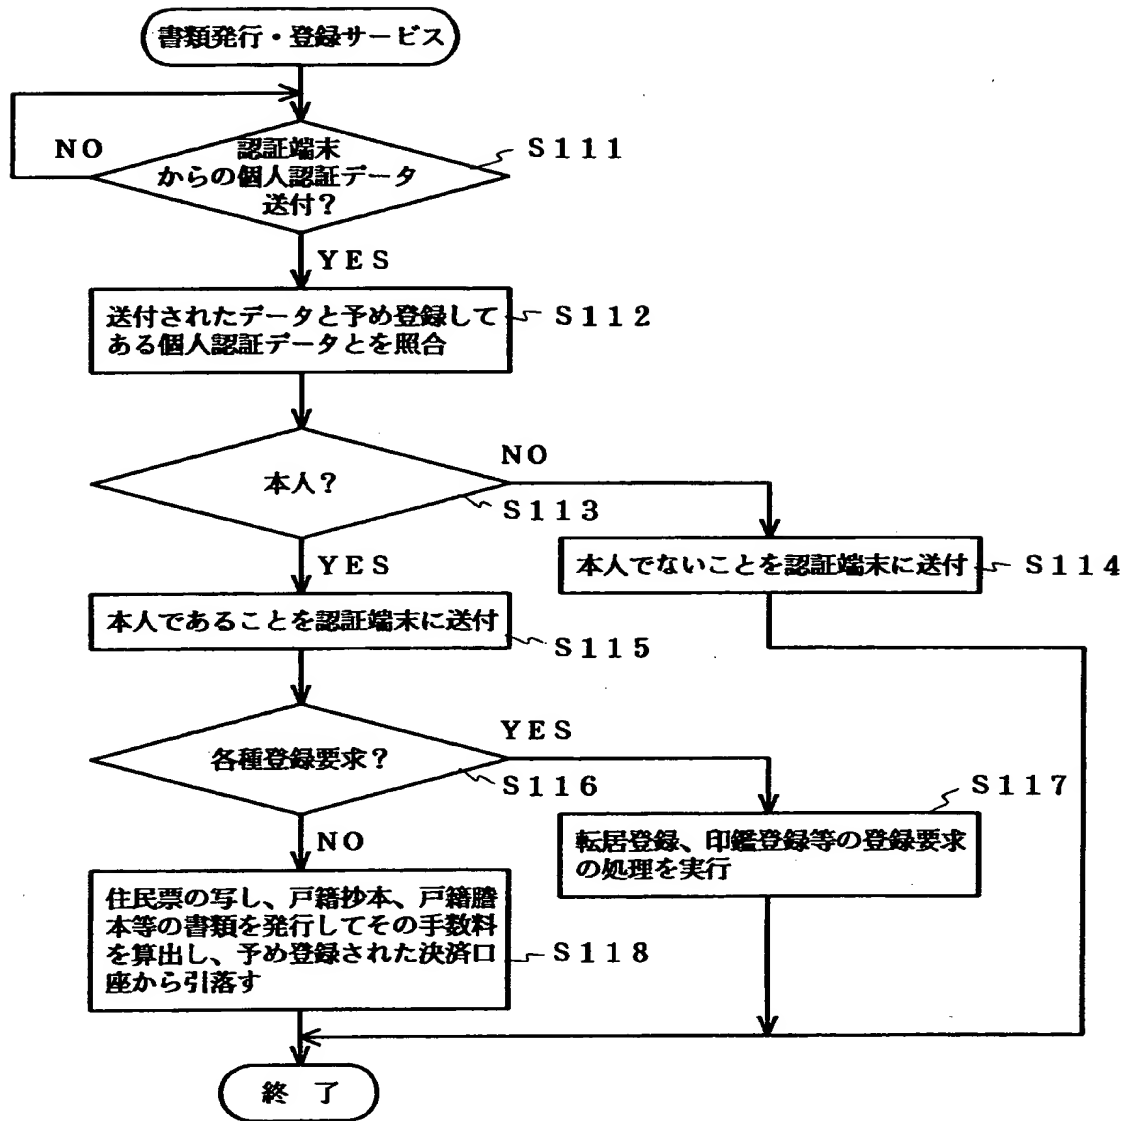 書類発行・登録サービス
NO
認証端末
からの個人認証データ
送付?
S111
YES
送付されたデータと予め登録して
ある個人認証データとを照合
S112
本人?
NO
S113
YES
本人でないことを認証端末に送付
S114
本人であることを認証端末に送付
S115
各種登録要求?
YES
S116
S117
NO
転居登録、印鑑登録等の登録要求
の処理を実行
住民票の写し、戸籍抄本、戸籍謄
本等の書類を発行してその手数料
を算出し、予め登録された決済口
座から引落す
S118
終 了